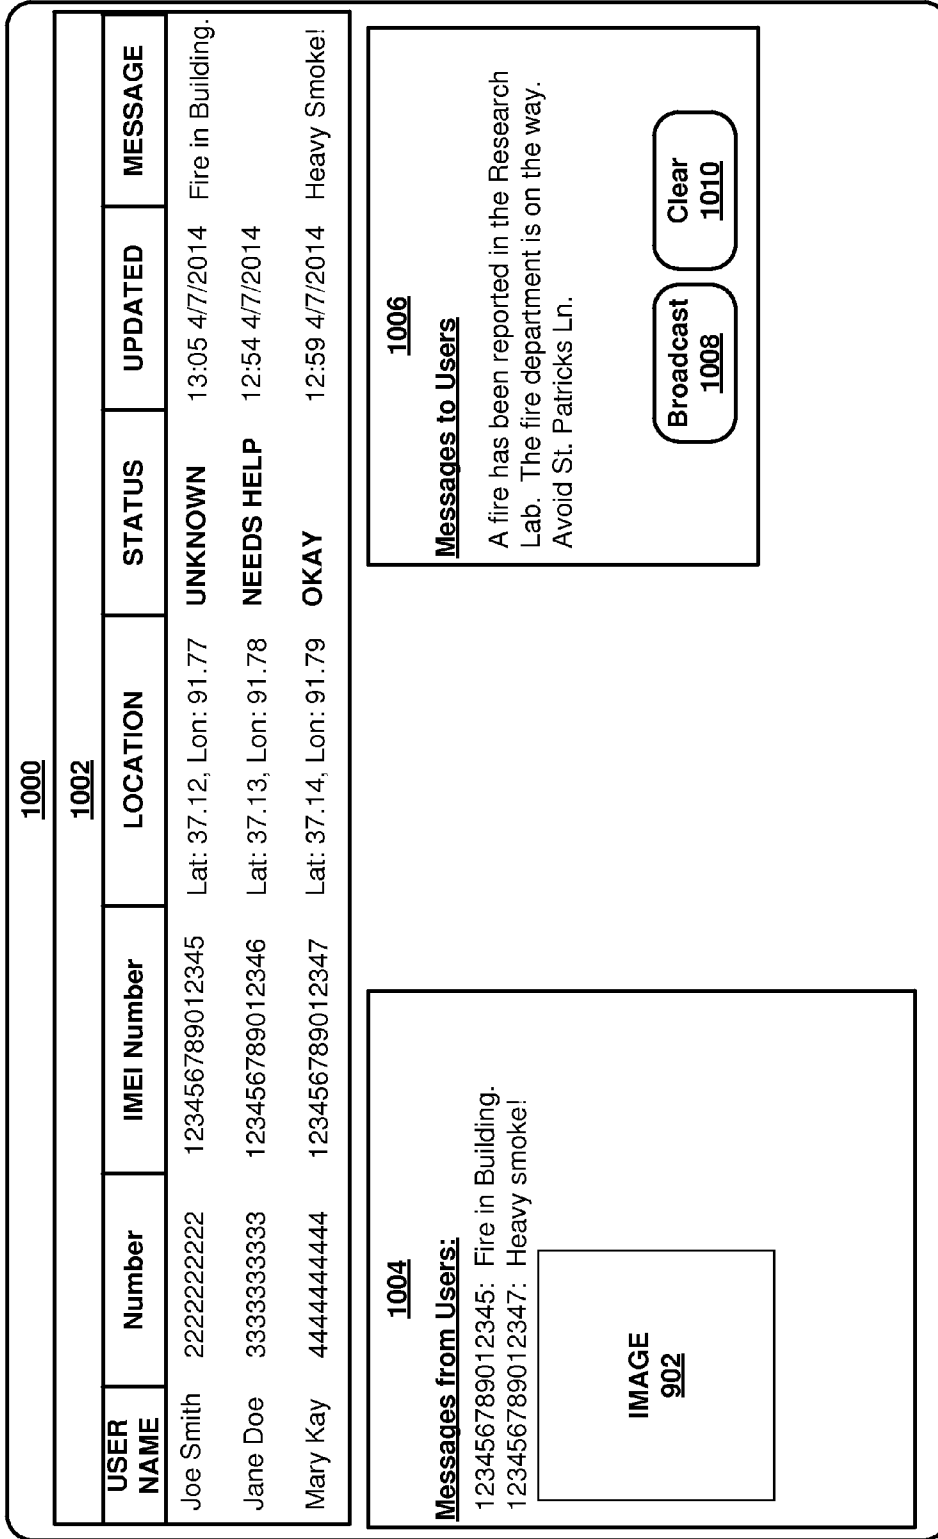 1000
1002
USER NAME Number IMEI Number LOCATION STATUS UPDATED MESSAGE
Joe Smith 2222222222 123456789012345 Lat: 37.12, Lon: 91.77 UNKNOWN 13:05 4/7/2014 Fire in Building.
Jane Doe 3333333333 123456789012346 Lat: 37.13, Lon: 91.78 NEEDS HELP 12:54 4/7/2014
Mary Kay 4444444444 123456789012347 Lat: 37.14, Lon: 91.79 OKAY 12:59 4/7/2014 Heavy Smoke!
1004
Messages from Users:
123456789012345: Fire in Building.
123456789012347: Heavy smoke!
IMAGE
902
1006
Messages to Users
A fire has been reported in the Research
Lab. The fire department is on the way.
Avoid St. Patricks Ln.
Broadcast
1008
Clear
1010